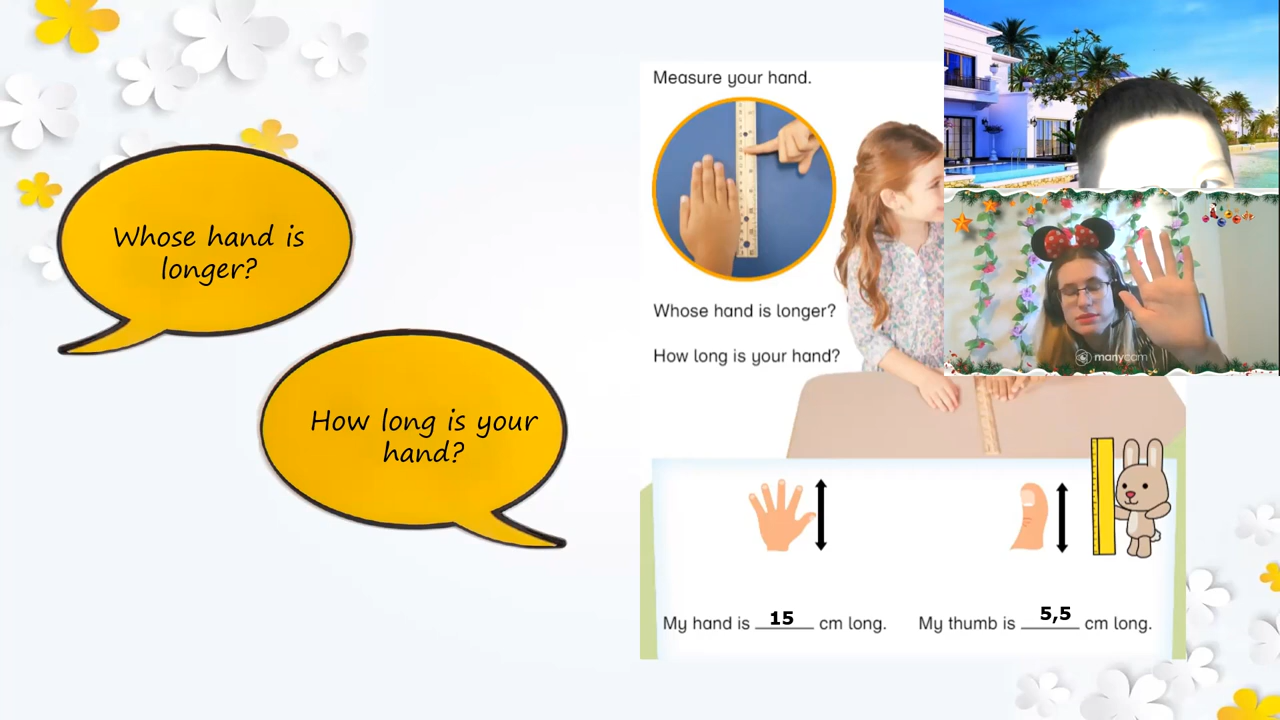 Whose hand is
longer?
How long is your
hand?
Measure your hand.
Whose hand is longer?
How long is your hand?
My hand is 15 cm long.
My thumb is 5,5 cm long.
manycam